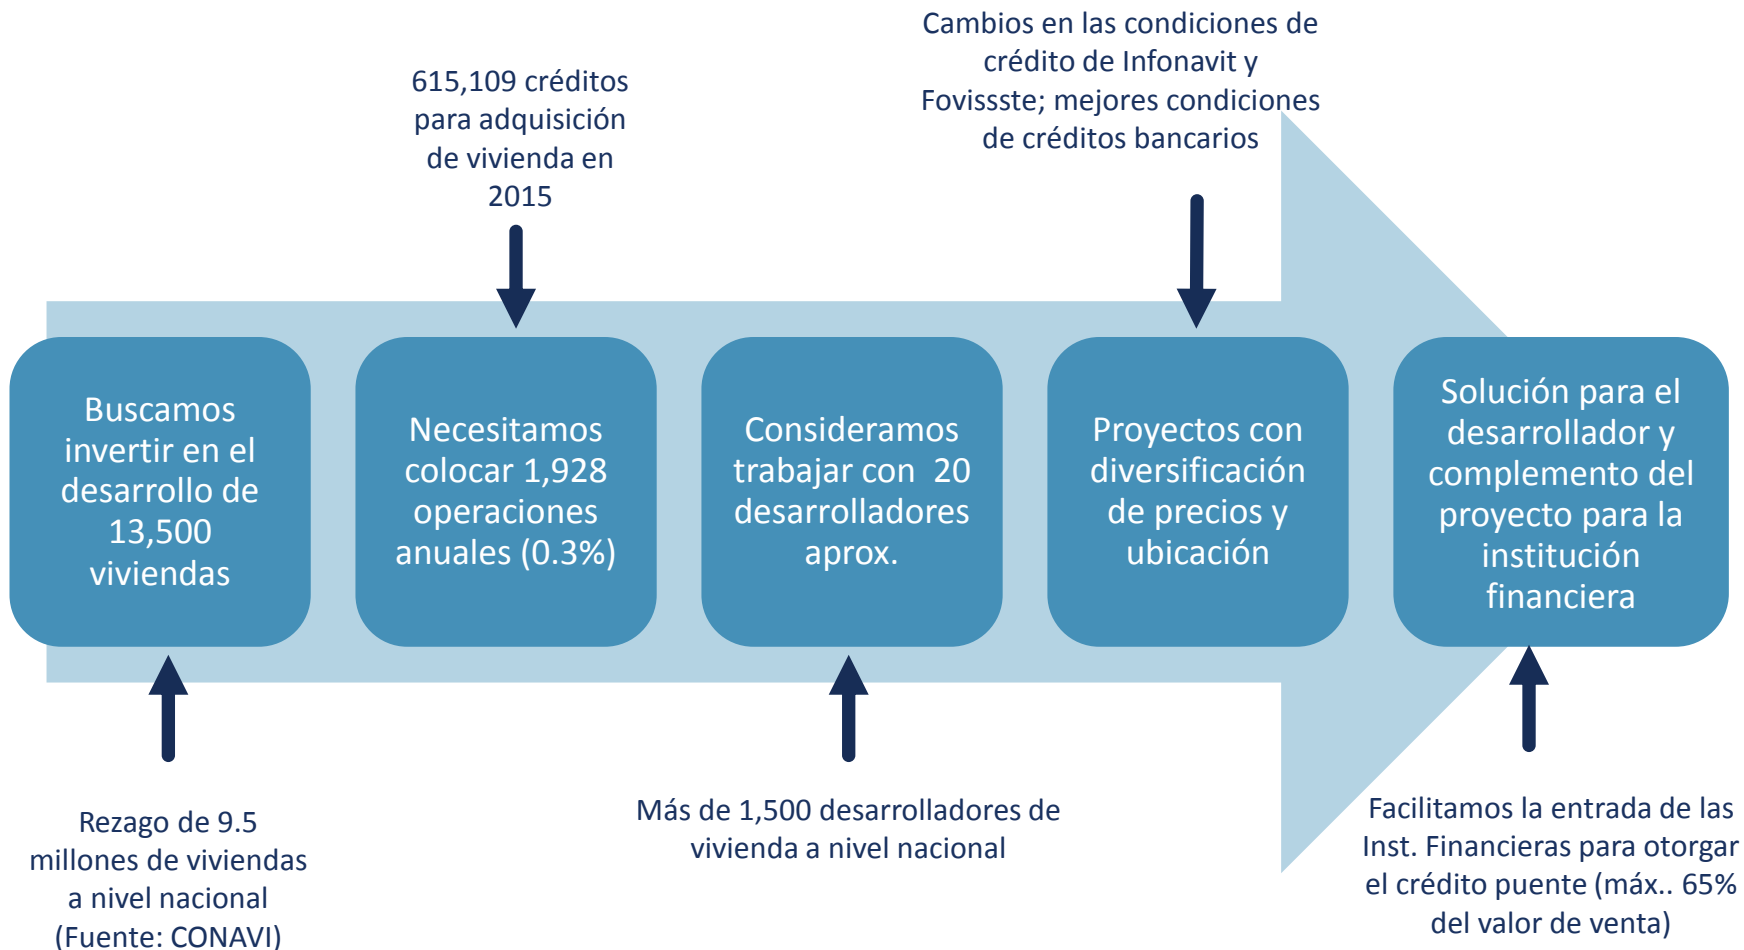 615,109 créditos
para adquisición
de vivienda en
2015
Cambios en las condiciones de
crédito de Infonavit y
Fovissste; mejores condiciones
de créditos bancarios
Buscamos
invertir en el
desarrollo de
13,500
viviendas
Necesitamos
colocar 1,928
operaciones
anuales (0.3%)
Consideramos
trabajar con  20
desarrolladores
aprox.
Proyectos con
diversificación
de precios y
ubicación
Solución para el
desarrollador y
complemento del
proyecto para la
institución
financiera
Rezago de 9.5
millones de viviendas
a nivel nacional
(Fuente: CONAVI)
Más de 1,500 desarrolladores de
vivienda a nivel nacional
Facilitamos la entrada de las
Inst. Financieras para otorgar
el crédito puente (máx.. 65%
del valor de venta)